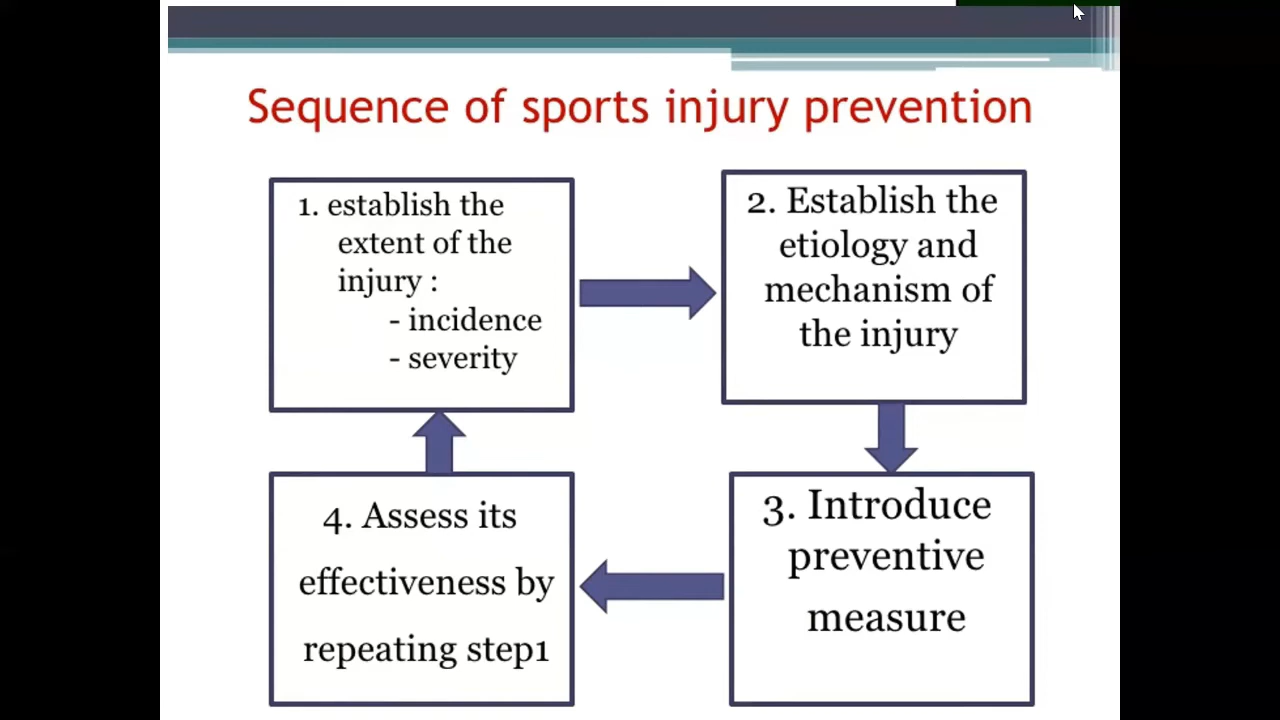 Sequence of sports injury prevention
1. establish the
extent of the
injury :
- incidence
- severity
2. Establish the
etiology and
mechanism of
the injury
3. Introduce
preventive
measure
4. Assess its
effectiveness by
repeating step1